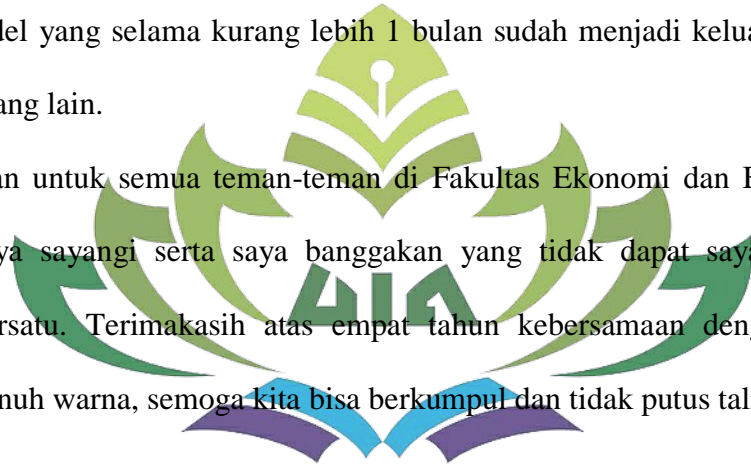 del yang selama kurang lebih 1 bulan sudah menjadi kelua
ang lain.
an untuk semua teman-teman di Fakultas Ekonomi dan
ya sayangi serta saya banggakan yang tidak dapat saya
rsatu. Terimakasih atas empat tahun kebersamaan deng
nuh warna, semoga kita bisa berkumpul dan tidak putus tal